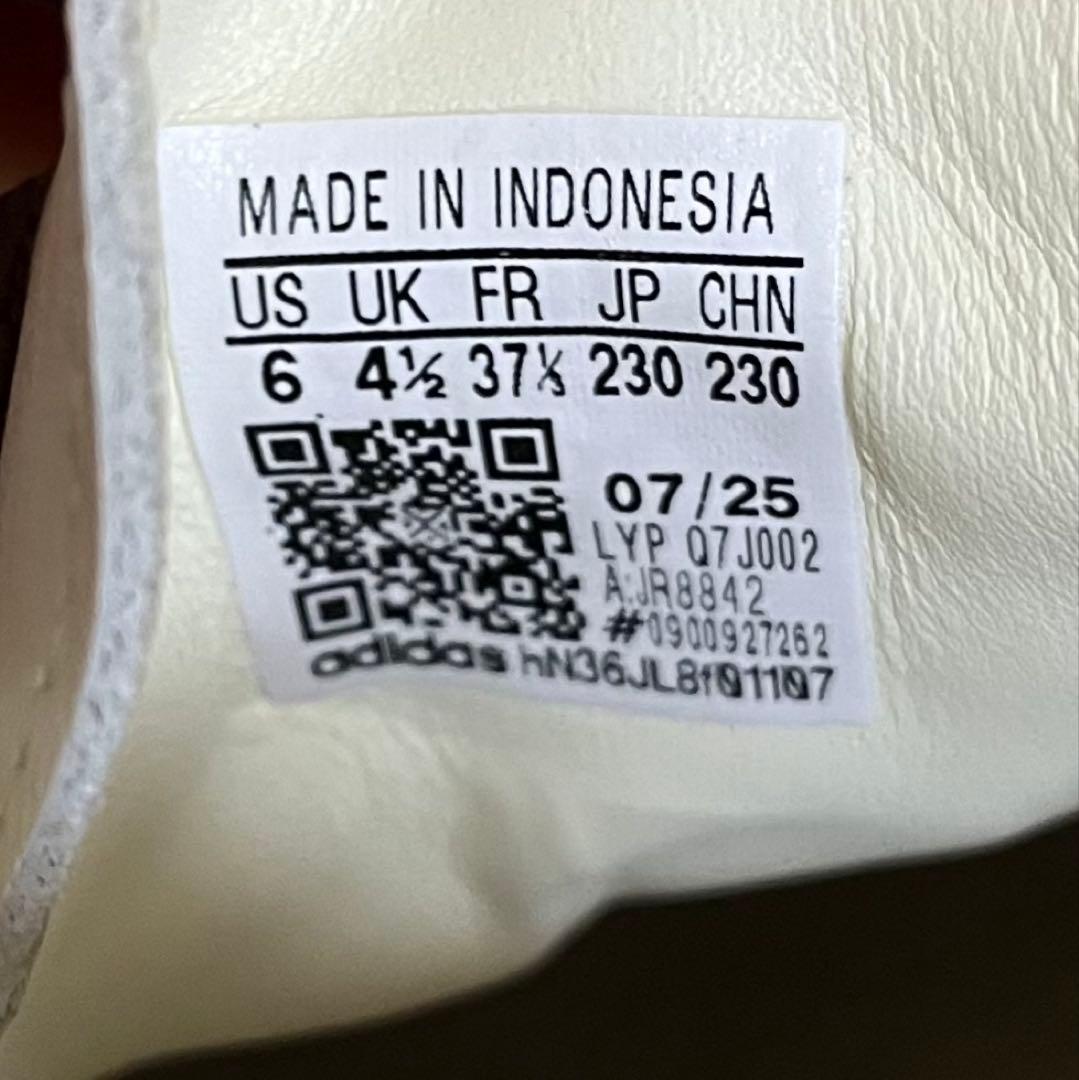 MADE IN INDONESIA
US UK FR JP CHN
6 4½ 37⅓ 230 230
07/25
LYP Q7J002
A:JR8842
#0900927262
adidas hN36JL8f01107